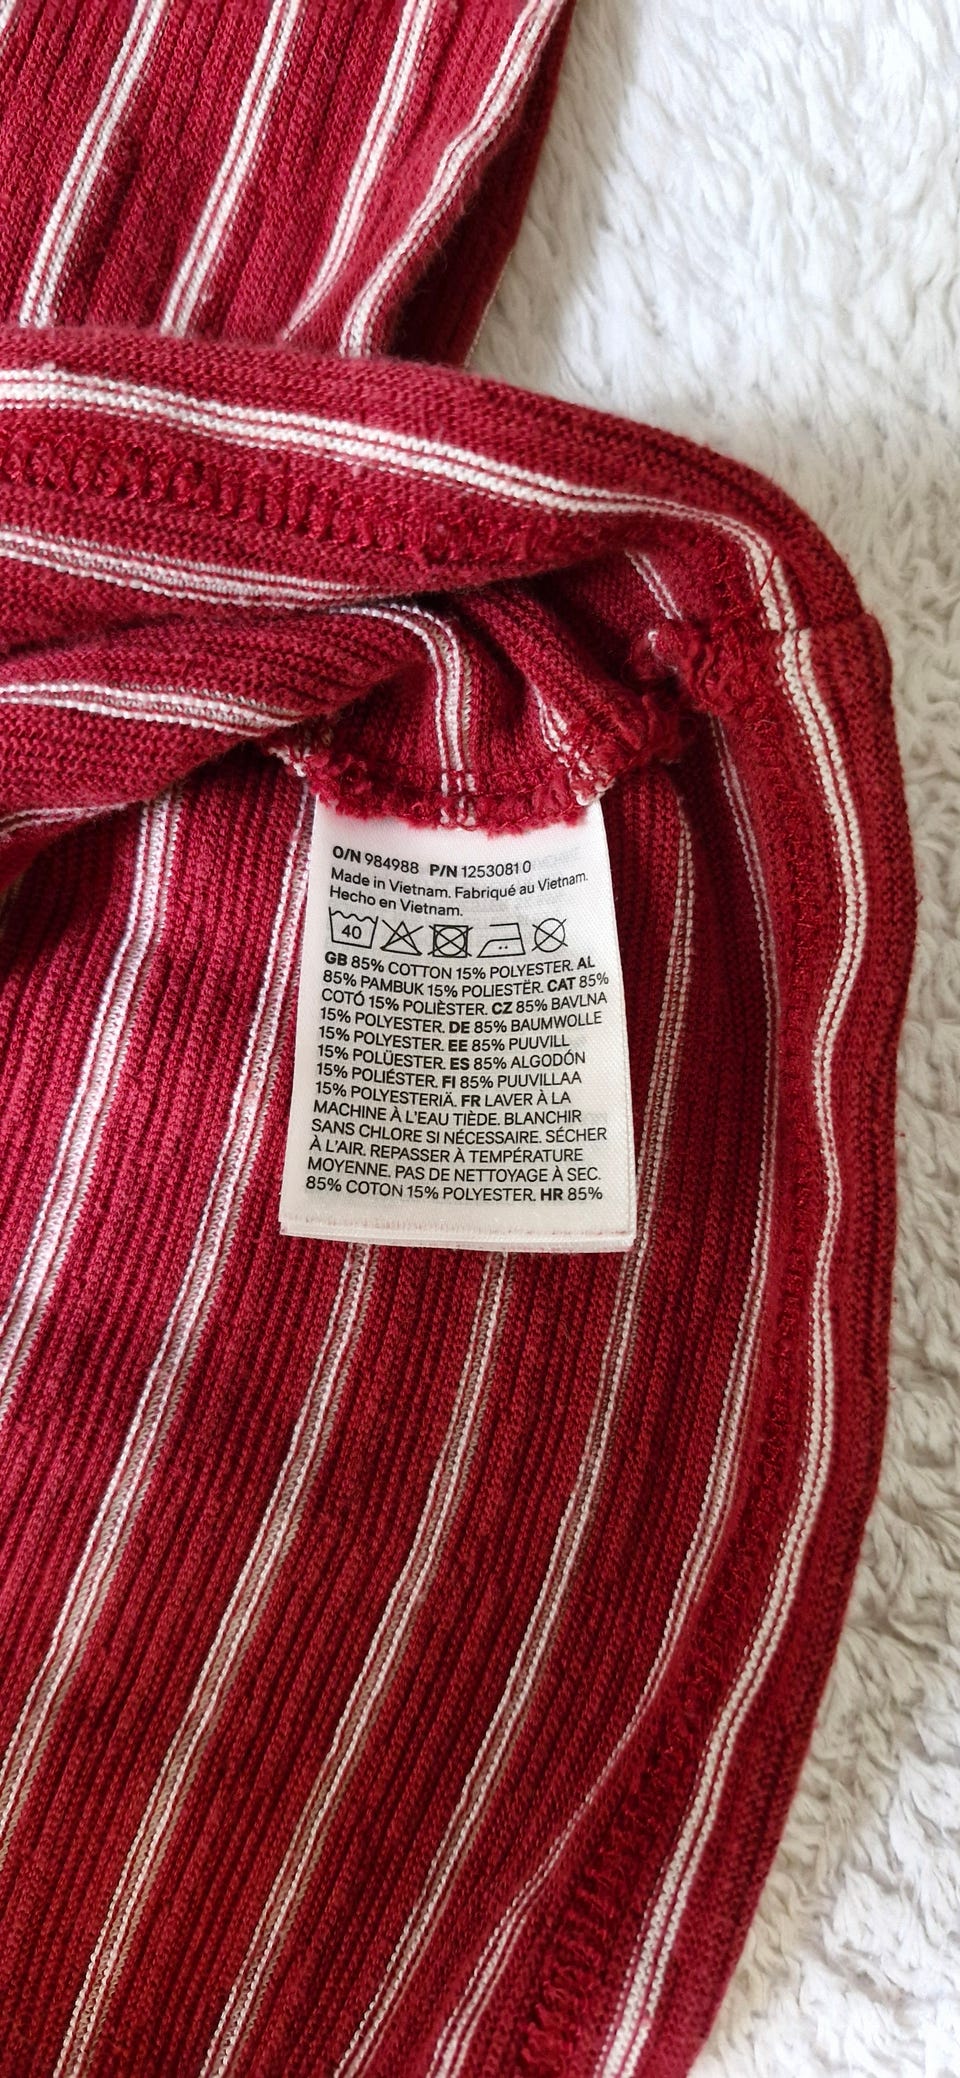 O/N 984988 P/N 1253081 0
Made in Vietnam. Fabriqué au Vietnam.
Hecho en Vietnam.
40
GB 85% COTTON 15% POLYESTER. AL
85% PAMBUK 15% POLIESTËR. CAT 85%
COTÓ 15% POLIÈSTER. CZ 85% BAVLNA
15% POLYESTER. DE 85% BAUMWOLLE
15% POLYESTER. EE 85% PUUVILL
15% POLÜESTER. ES 85% ALGODÓN
15% POLIÉSTER. FI 85% PUUVILLAA
15% POLYESTERIÄ. FR LAVER À LA
MACHINE À L'EAU TIÈDE. BLANCHIR
SANS CHLORE SI NÉCESSAIRE. SÉCHER
À L'AIR. REPASSER À TEMPÉRATURE
MOYENNE. PAS DE NETTOYAGE À SEC.
85% COTON 15% POLYESTER. HR 85%